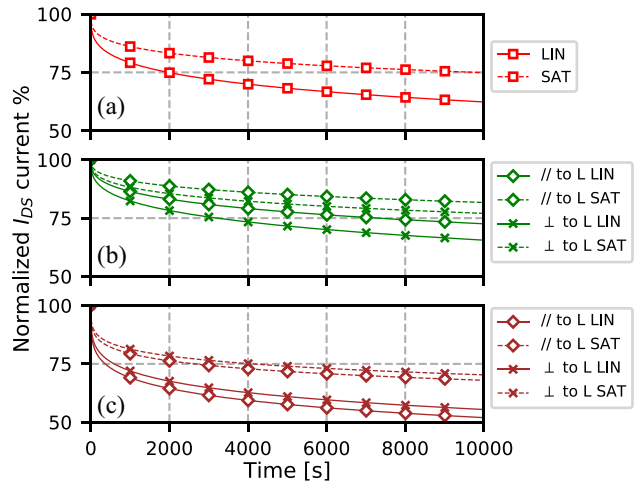 100
75
50
(a)
LIN
SAT
100
75
50
(b)
// to L LIN
// to L SAT
⊥ to L LIN
⊥ to L SAT
100
75
50
(c)
// to L LIN
// to L SAT
⊥ to L LIN
⊥ to L SAT
0 2000 4000 6000 8000 10000
Time [s]
Normalized I_DS current %